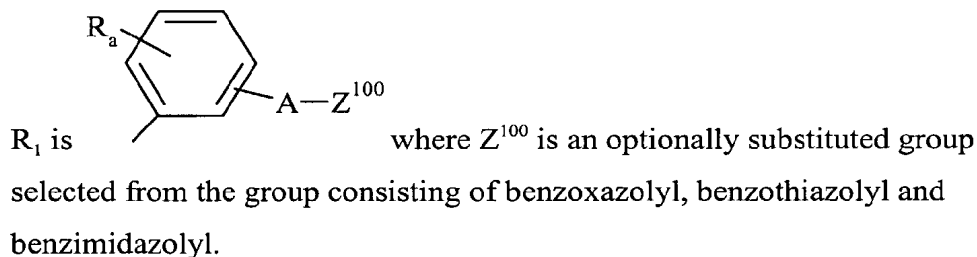 Rₐ
A—Z¹⁰⁰
R₁ is where Z¹⁰⁰ is an optionally substituted group
selected from the group consisting of benzoxazolyl, benzothiazolyl and
benzimidazolyl.